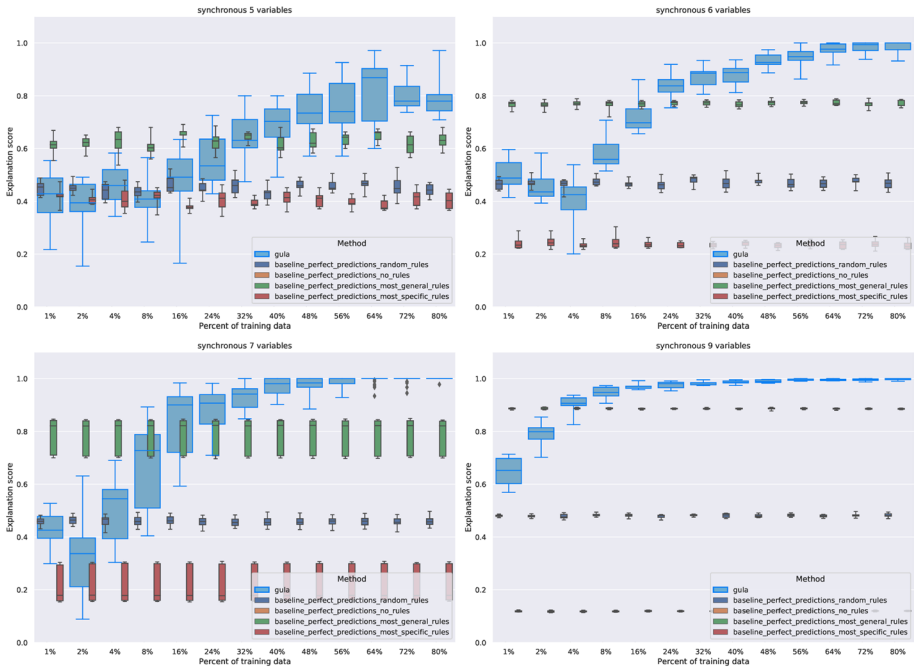 synchronous 5 variables
1.0
0.8
0.6
0.4
0.2
0.0
Explanation score
1% 2% 4% 8% 16% 24% 32% 40% 48% 56% 64% 72% 80%
Percent of training data
Method
gula
baseline_perfect_predictions_random_rules
baseline_perfect_predictions_no_rules
baseline_perfect_predictions_most_general_rules
baseline_perfect_predictions_most_specific_rules
synchronous 6 variables
1.0
0.8
0.6
0.4
0.2
0.0
Explanation score
1% 2% 4% 8% 16% 24% 32% 40% 48% 56% 64% 72% 80%
Percent of training data
Method
gula
baseline_perfect_predictions_random_rules
baseline_perfect_predictions_no_rules
baseline_perfect_predictions_most_general_rules
baseline_perfect_predictions_most_specific_rules
synchronous 7 variables
1.0
0.8
0.6
0.4
0.2
0.0
Explanation score
1% 2% 4% 8% 16% 24% 32% 40% 48% 56% 64% 72% 80%
Percent of training data
Method
gula
baseline_perfect_predictions_random_rules
baseline_perfect_predictions_no_rules
baseline_perfect_predictions_most_general_rules
baseline_perfect_predictions_most_specific_rules
synchronous 9 variables
1.0
0.8
0.6
0.4
0.2
0.0
Explanation score
1% 2% 4% 8% 16% 24% 32% 40% 48% 56% 64% 72% 80%
Percent of training data
Method
gula
baseline_perfect_predictions_random_rules
baseline_perfect_predictions_no_rules
baseline_perfect_predictions_most_general_rules
baseline_perfect_predictions_most_specific_rules